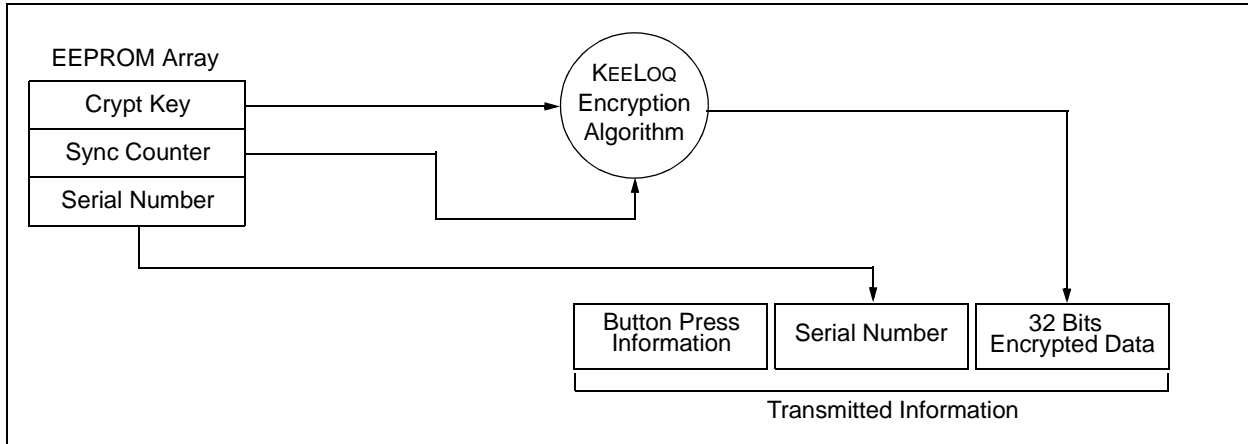 EEPROM Array
Crypt Key
Sync Counter
Serial Number
KEELOQ
Encryption
Algorithm
Button Press
Information
Serial Number
32 Bits
Encrypted Data
Transmitted Information